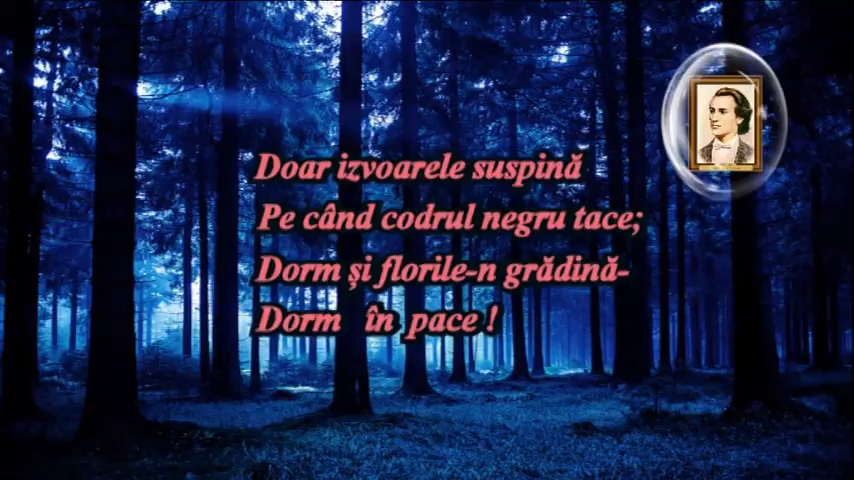 Doar izvoarele suspină
Pe când codrul negru tace;
Dorm și florile-n grădină-
Dorm în pace !